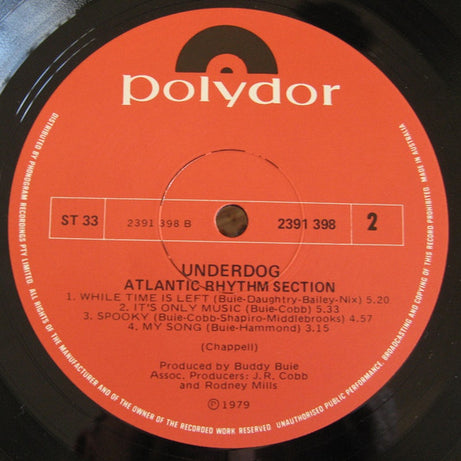 polydor
ST 33
2391 398 B
2391 398
2
UNDERDOG
ATLANTIC RHYTHM SECTION
1. WHILE TIME IS LEFT (Buie-Daughtry-Bailey-Nix) 5.20
2. IT'S ONLY MUSIC (Buie-Cobb) 5.33
3. SPOOKY (Buie-Cobb-Shapiro-Middlebrooks) 4.57
4. MY SONG (Buie-Hammond) 3.15
(Chappell)
Produced by Buddy Buie
Assoc. Producers: J.R. Cobb
and Rodney Mills
℗ 1979
DISTRIBUTED BY PHONOGRAM RECORDINGS PTY LIMITED. ALL RIGHTS OF THE MANUFACTURER AND OF THE OWNER OF THE RECORDED WORK RESERVED. UNAUTHORISED PUBLIC PERFORMANCE, BROADCASTING AND COPYING OF THIS RECORD PROHIBITED. MADE IN AUSTRALIA